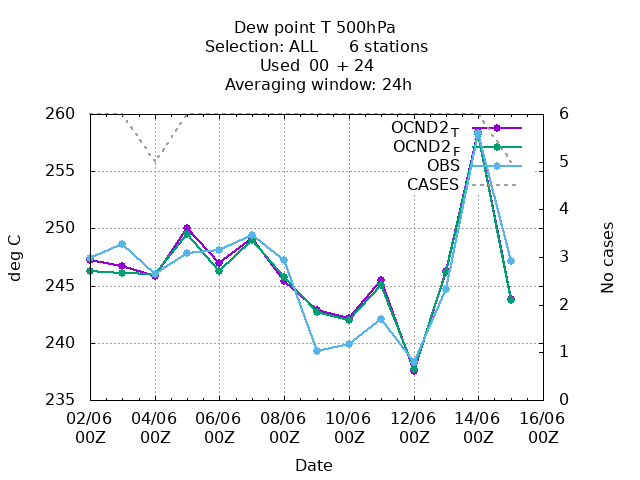 Dew point T 500hPa
Selection: ALL 6 stations
Used 00 + 24
Averaging window: 24h
260 6
OCND2T
OCND2F
OBS
CASES
255 5
250 4
245 3
240 2
235 1
0
deg C
No cases
02/06 04/06 06/06 08/06 10/06 12/06 14/06 16/06
00Z 00Z 00Z 00Z 00Z 00Z 00Z 00Z
Date